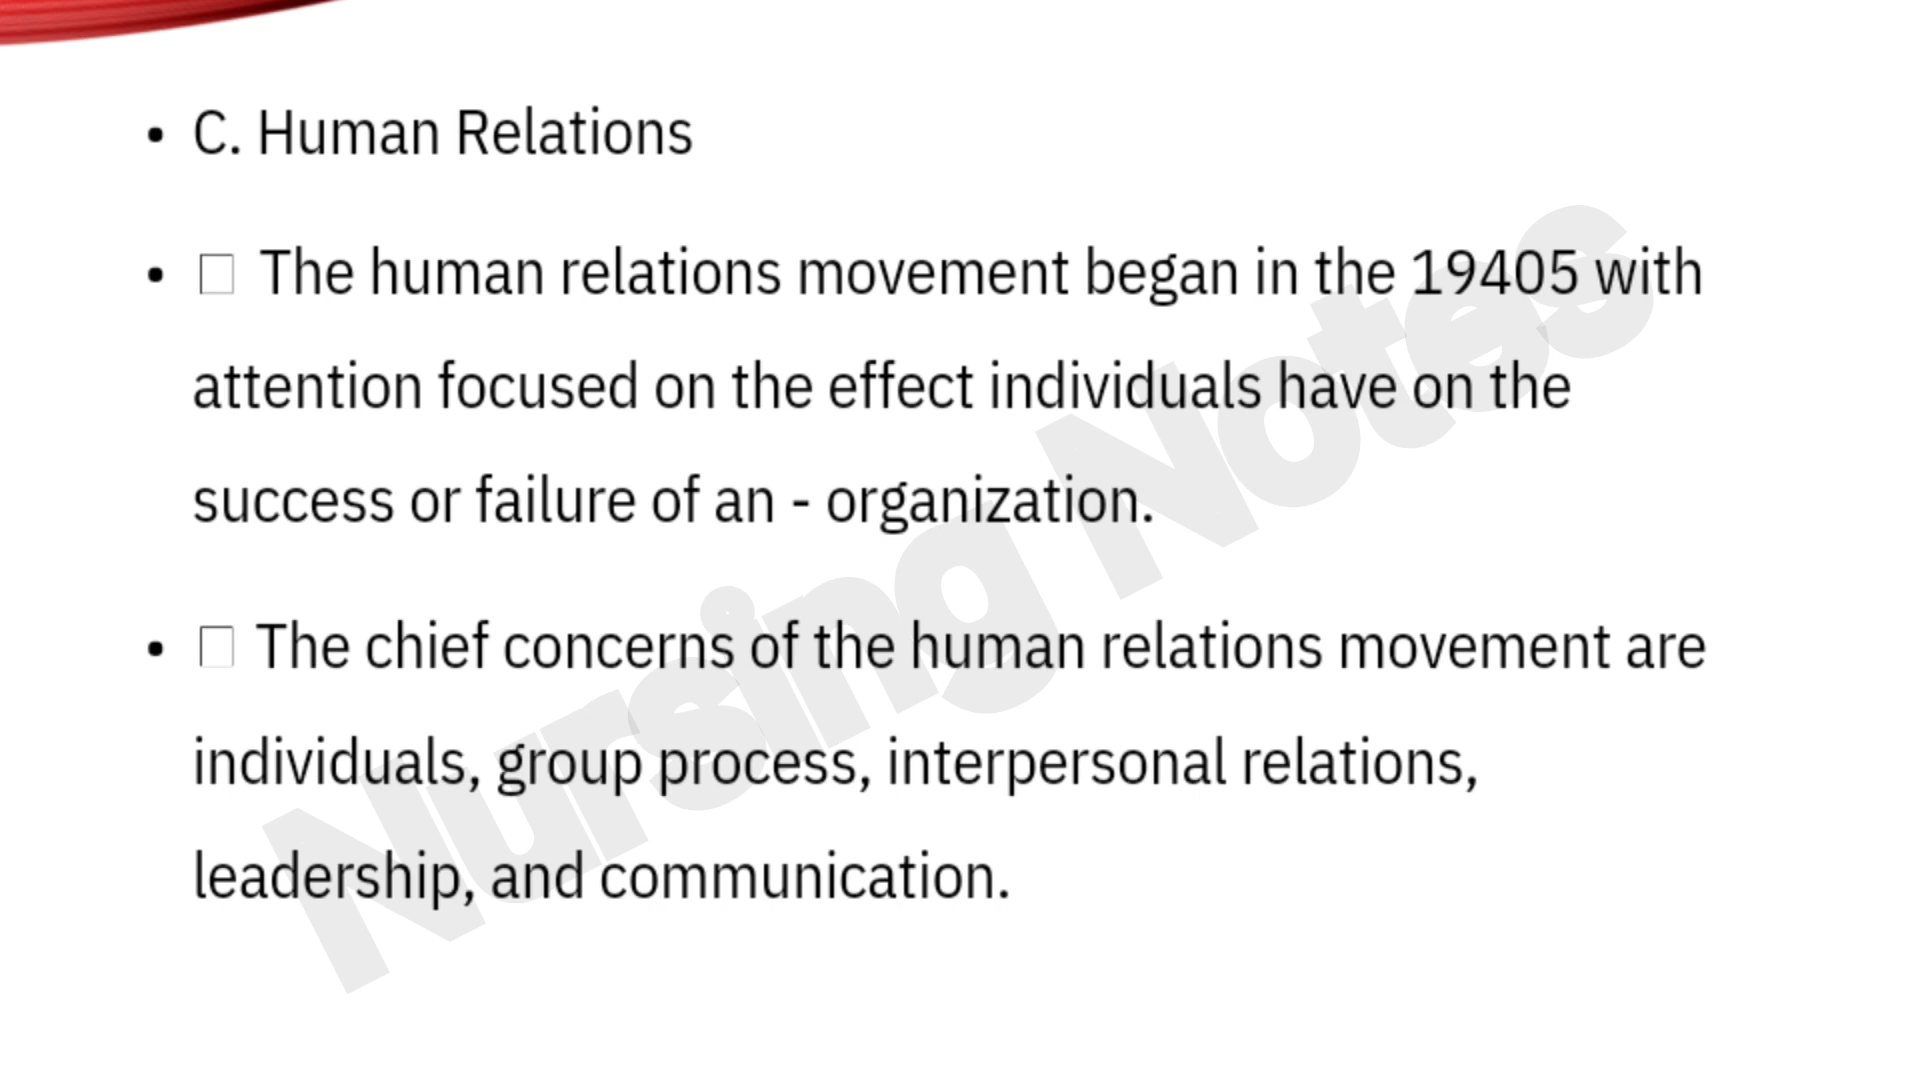 • C. Human Relations
• □ The human relations movement began in the 19405 with
attention focused on the effect individuals have on the
success or failure of an - organization.
• □ The chief concerns of the human relations movement are
individuals, group process, interpersonal relations,
leadership, and communication.
Nursing Notes